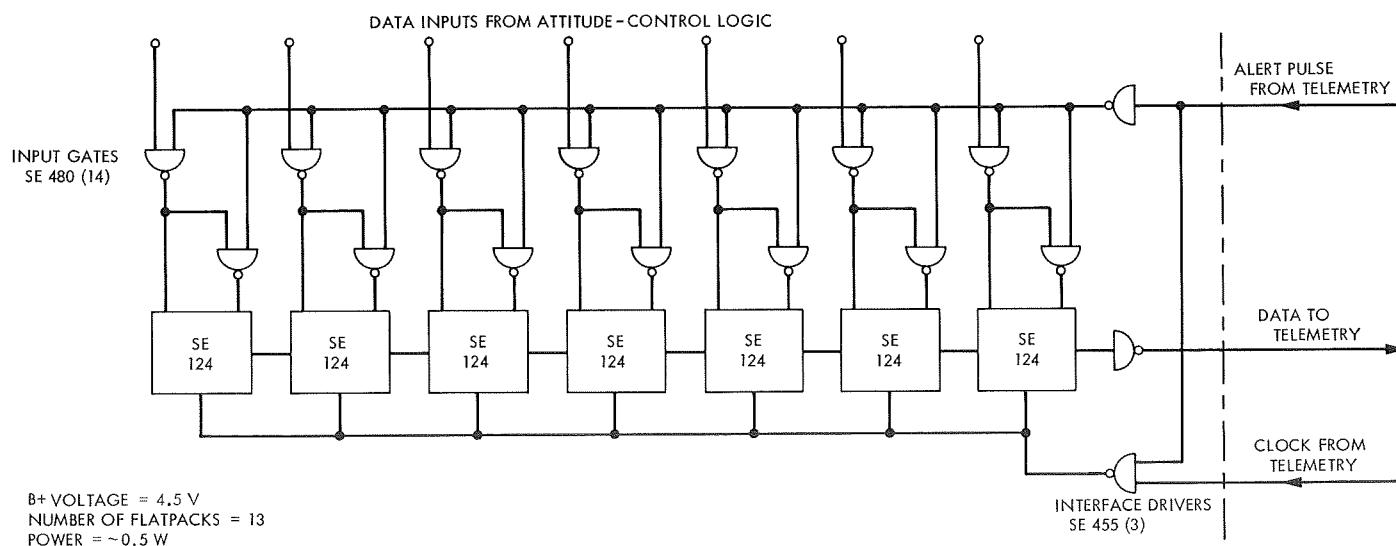 DATA INPUTS FROM ATTITUDE-CONTROL LOGIC
ALERT PULSE
FROM TELEMETRY
INPUT GATES
SE 480 (14)
SE
124
SE
124
SE
124
SE
124
SE
124
SE
124
SE
124
DATA TO
TELEMETRY
CLOCK FROM
TELEMETRY
INTERFACE DRIVERS
SE 455 (3)
B+ VOLTAGE = 4.5 V
NUMBER OF FLATPACKS = 13
POWER = ~0.5 W